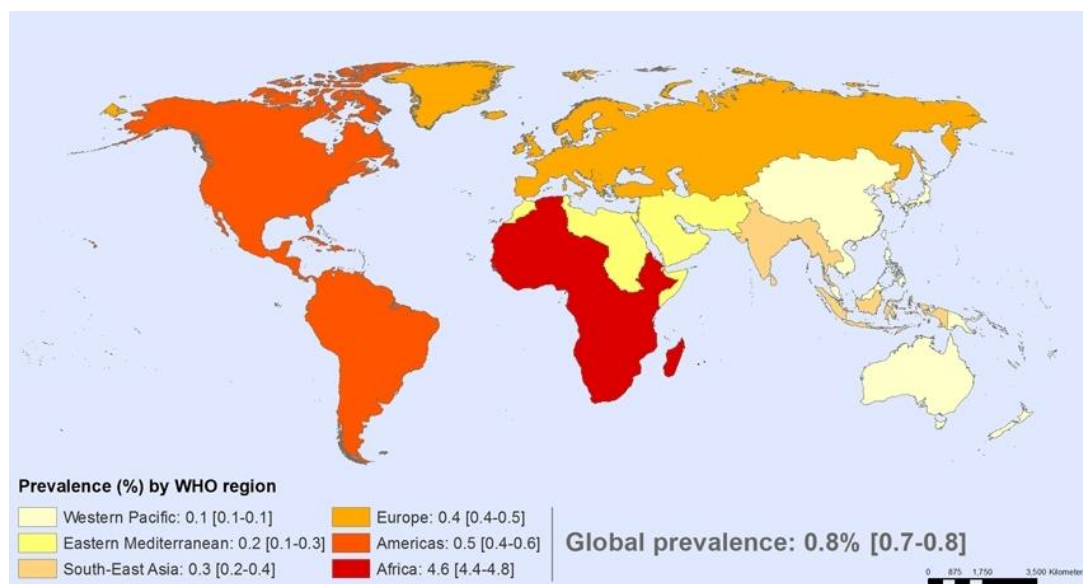 Prevalence (%) by WHO region
Western Pacific: 0.1 [0.1-0.1]
Eastern Mediterranean: 0.2 [0.1-0.3]
South-East Asia: 0.3 [0.2-0.4]
Europe: 0.4 [0.4-0.5]
Americas: 0.5 [0.4-0.6]
Africa: 4.6 [4.4-4.8]
Global prevalence: 0.8% [0.7-0.8]
0 875 1,750 3,500 Kilometer